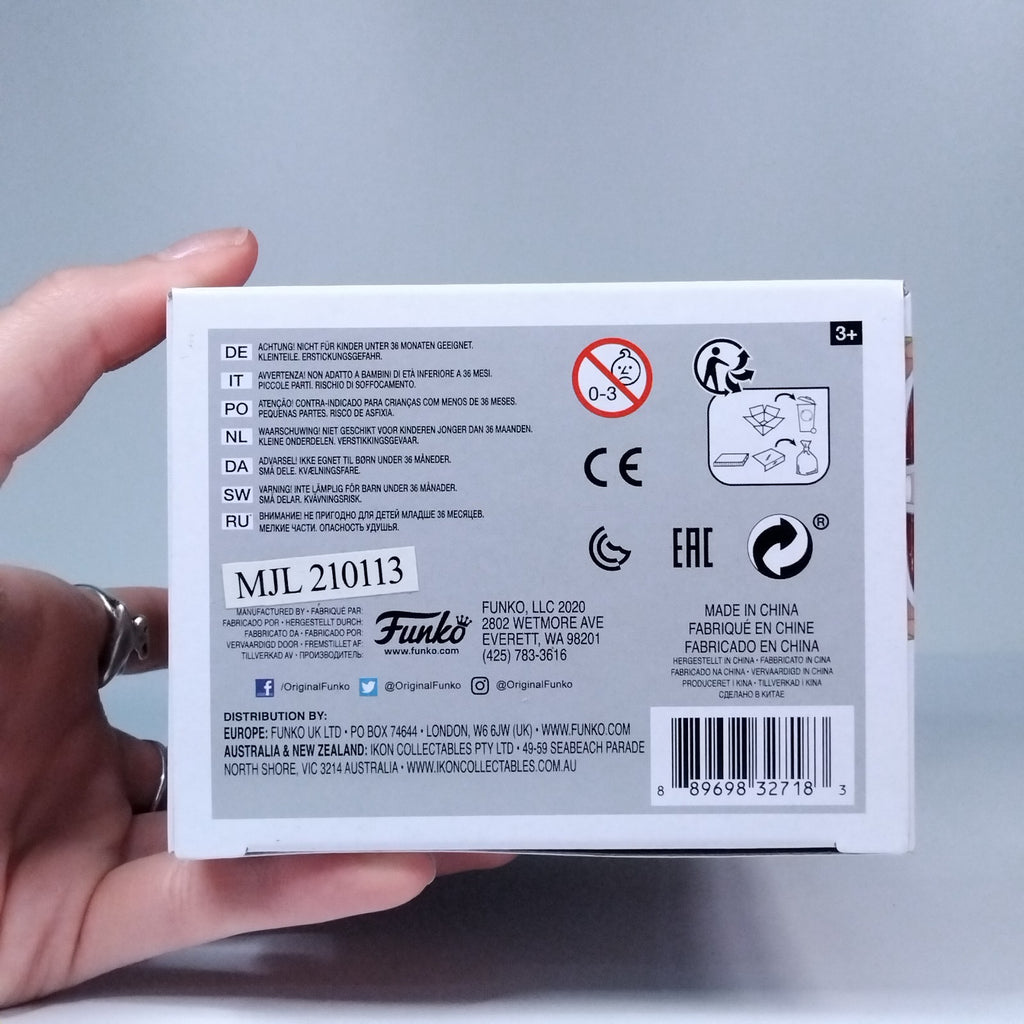 3+
DE
ACHTUNG! NICHT FÜR KINDER UNTER 36 MONATEN GEEIGNET.
KLEINTEILE. ERSTICKUNGSGEFAHR.
IT
AVVERTENZA! NON ADATTO A BAMBINI DI ETÀ INFERIORE A 36 MESI.
PICCOLE PARTI. RISCHIO DI SOFFOCAMENTO.
PO
ATENÇÃO! CONTRA-INDICADO PARA CRIANÇAS COM MENOS DE 36 MESES.
PEQUENAS PARTES. RISCO DE ASFIXIA.
NL
WAARSCHUWING! NIET GESCHIKT VOOR KINDEREN JONGER DAN 36 MAANDEN.
KLEINE ONDERDELEN. VERSTIKKINGSGEVAAR.
DA
ADVARSEL! IKKE EGNET TIL BØRN UNDER 36 MÅNEDER.
SMÅ DELE. KVÆLNINGSFARE.
SW
VARNING! INTE LÄMPLIG FÖR BARN UNDER 36 MÅNADER.
SMÅ DELAR. KVÄVNINGSRISK.
RU
ВНИМАНИЕ! НЕ ПРИГОДНО ДЛЯ ДЕТЕЙ МЛАДШЕ 36 МЕСЯЦЕВ.
МЕЛКИЕ ЧАСТИ. ОПАСНОСТЬ УДУШЬЯ.
0-3
CE
EAC
®
MJL 210113
MANUFACTURED BY • FABRIQUÉ PAR:
FABRICADO POR • HERGESTELLT DURCH:
FABBRICATO DA • FABRICADO POR:
VERVAARDIGD DOOR • FREMSTILLET AF:
TILLVERKAD AV • ПРОИЗВОДИТЕЛЬ:
Funko
www.funko.com
FUNKO, LLC 2020
2802 WETMORE AVE
EVERETT, WA 98201
(425) 783-3616
MADE IN CHINA
FABRIQUÉ EN CHINE
FABRICADO EN CHINA
HERGESTELLT IN CHINA • FABBRICATO IN CINA
FABRICADO NA CHINA • VERVAARDIGD IN CHINA
PRODUCERET I KINA • TILLVERKAD I KINA
СДЕЛАНО В КИТАЕ
/OriginalFunko @OriginalFunko @OriginalFunko
DISTRIBUTION BY:
EUROPE: FUNKO UK LTD • PO BOX 74644 • LONDON, W6 6JW (UK) • WWW.FUNKO.COM
AUSTRALIA & NEW ZEALAND: IKON COLLECTABLES PTY LTD • 49-59 SEABEACH PARADE
NORTH SHORE, VIC 3214 AUSTRALIA • WWW.IKONCOLLECTABLES.COM.AU
8 89698 32718 3